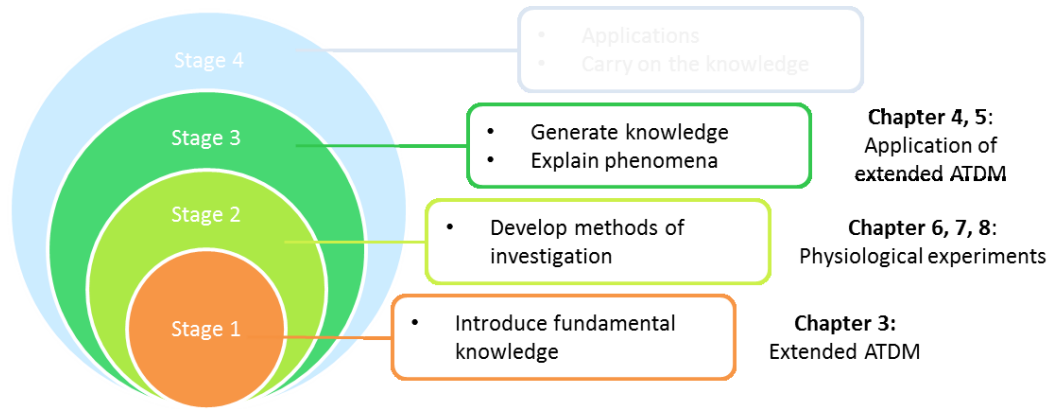 Stage 4
• Applications
• Carry on the knowledge
Stage 3
• Generate knowledge
• Explain phenomena
Chapter 4, 5:
Application of
extended ATDM
Stage 2
• Develop methods of
investigation
Chapter 6, 7, 8:
Physiological experiments
Stage 1
• Introduce fundamental
knowledge
Chapter 3:
Extended ATDM